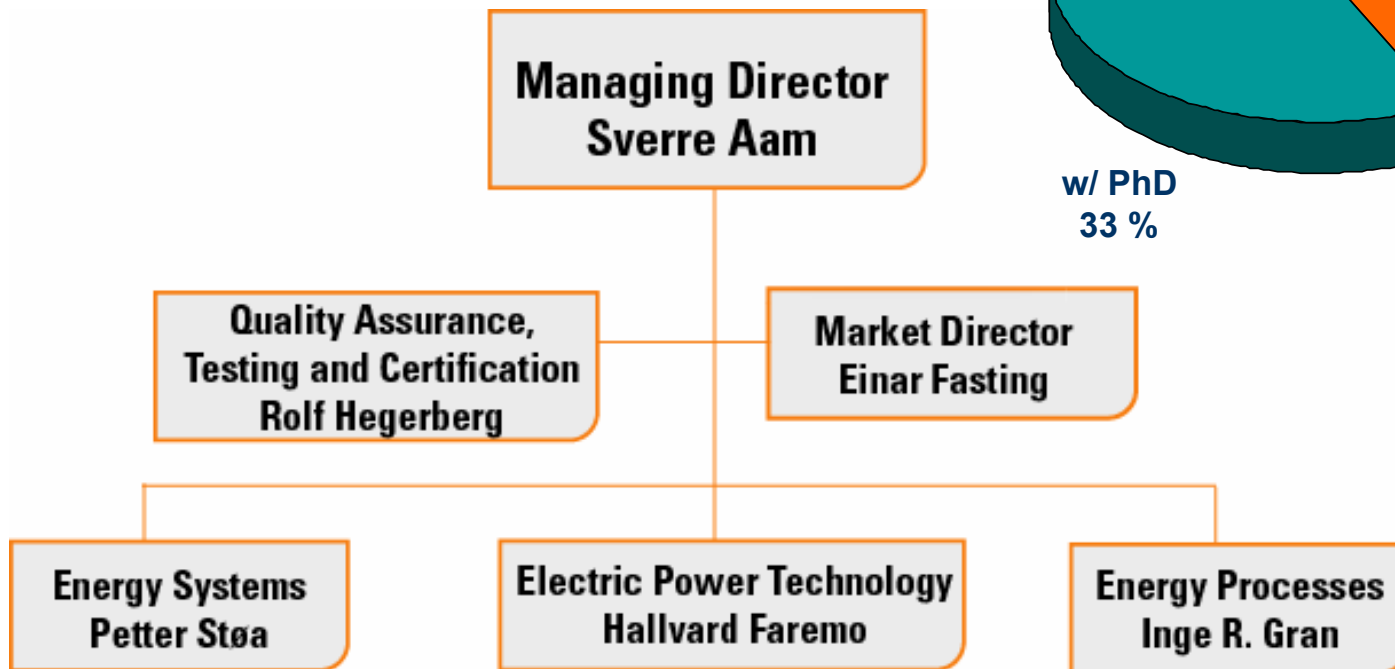 Managing Director
Sverre Aam
w/ PhD
33 %
Quality Assurance,
Testing and Certification
Rolf Hegerberg
Market Director
Einar Fasting
Energy Systems
Petter Støa
Electric Power Technology
Hallvard Faremo
Energy Processes
Inge R. Gran